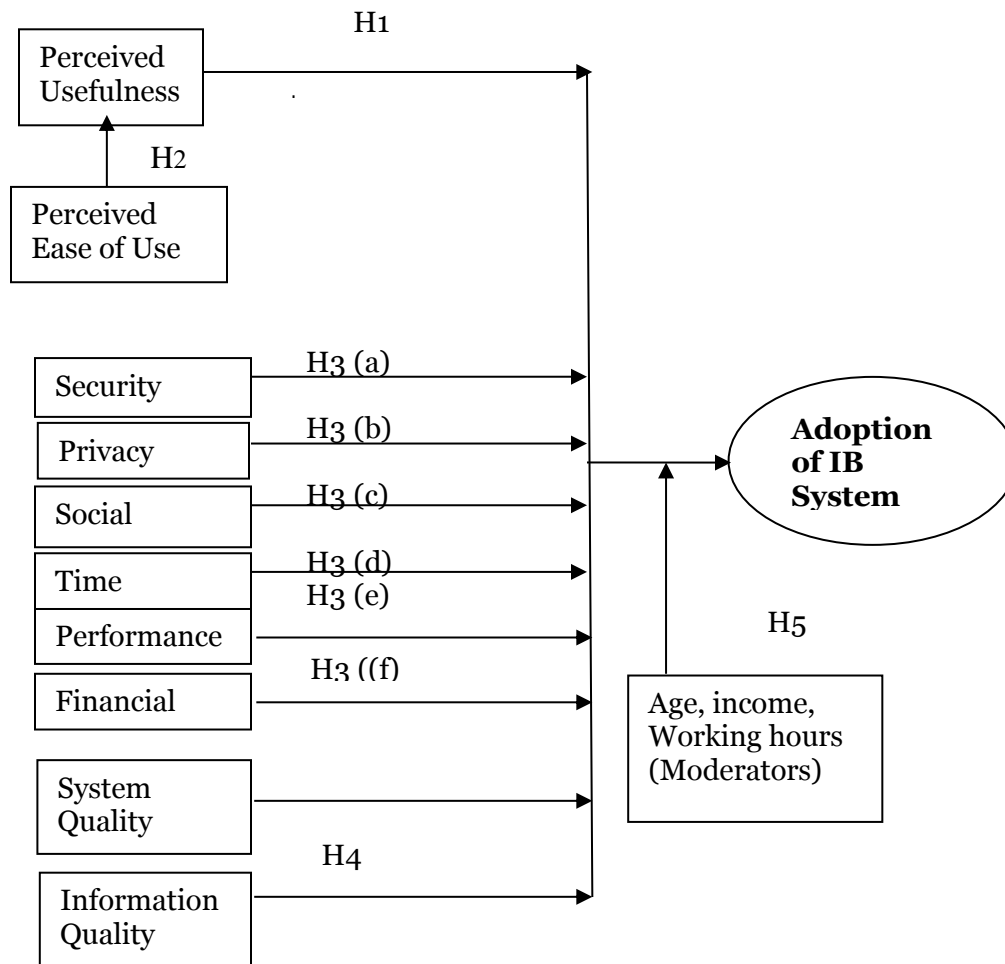 H1
Perceived
Usefulness
H2
Perceived
Ease of Use
Security
H3 (a)
Privacy
H3 (b)
Social
H3 (c)
Time
H3 (d)
H3 (e)
Performance
H3 ((f)
Financial
System
Quality
H4
Information
Quality
Adoption
of IB
System
H5
Age, income,
Working hours
(Moderators)